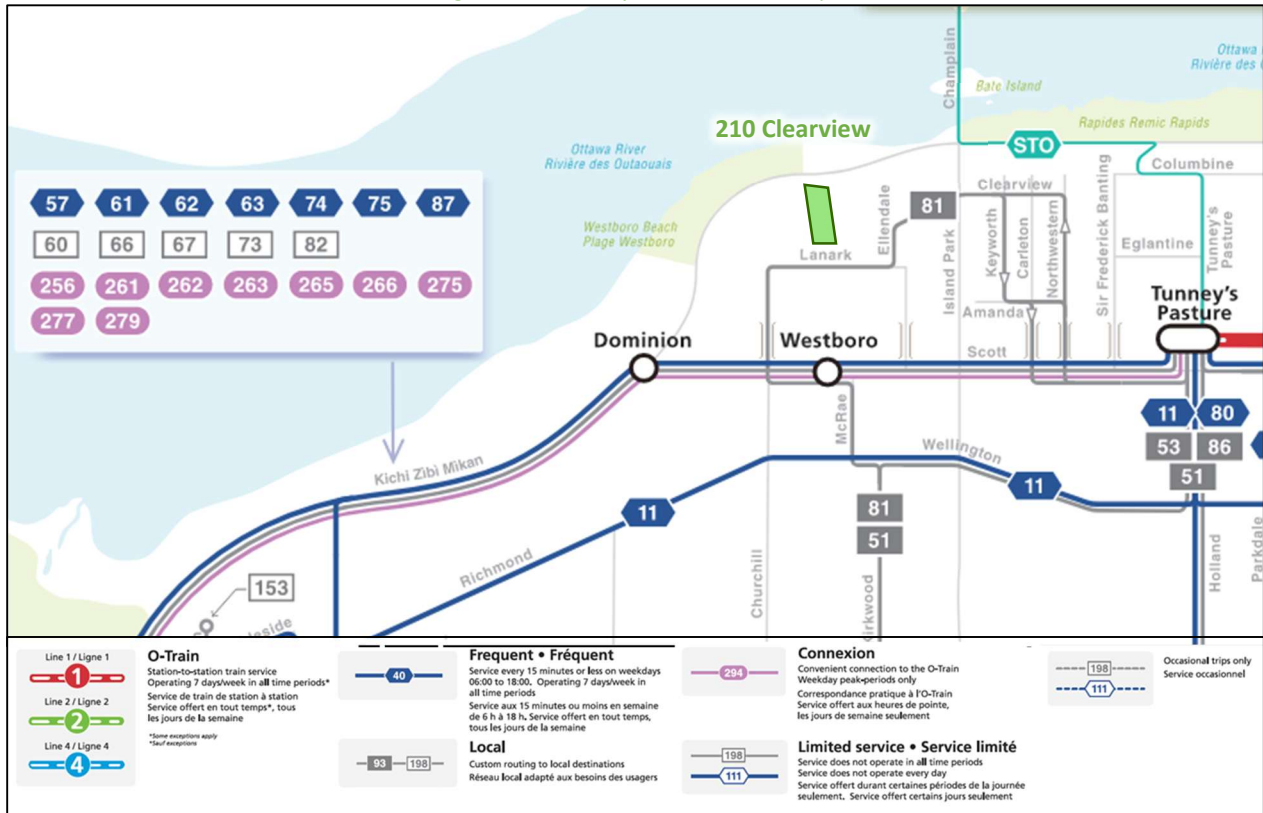 Champlain
Ottawa
Rivière des O
Bate Island
Rapides Remic Rapids
210 Clearview
Ottawa River
Rivière des Outaouais
STO
Columbine
57 61 62 63 74 75 87
60 66 67 73 82
256 261 262 263 265 266 275
277 279
Westboro Beach
Plage Westboro
Ellendale
81
Clearview
Island Park
Keyworth
Carleton
Northwestern
Sir Frederick Banting
Eglantine
Tunney's
Pasture
Lanark
Amanda
Tunney's
Pasture
Dominion
Westboro
Scott
McRae
11 80
53 86
51
Wellington
Kichi Zibi Mikan
11
11
81
51
Richmond
Churchill
Kirkwood
Holland
Parkdale
153
Line 1 / Ligne 1
1
Line 2 / Ligne 2
2
Line 4 / Ligne 4
4
O-Train
Station-to-station train service
Operating 7 days/week in all time periods*
Service de train de station à station
Service offert en tout temps*, tous
les jours de la semaine
*Some exceptions apply
*Sauf exceptions
40
Frequent • Fréquent
Service every 15 minutes or less on weekdays
06:00 to 18:00. Operating 7 days/week in
all time periods
Service aux 15 minutes ou moins en semaine
de 6 h à 18 h. Service offert en tout temps,
tous les jours de la semaine
93 198
Local
Custom routing to local destinations
Réseau local adapté aux besoins des usagers
294
Connexion
Convenient connection to the O-Train
Weekday peak-periods only
Correspondance pratique à l'O-Train
Service offert aux heures de pointe,
les jours de semaine seulement
198
111
Limited service • Service limité
Service does not operate in all time periods
Service does not operate every day
Service offert durant certaines périodes de la journée
seulement. Service offert certains jours seulement
198
111
Occasional trips only
Service occasionnel